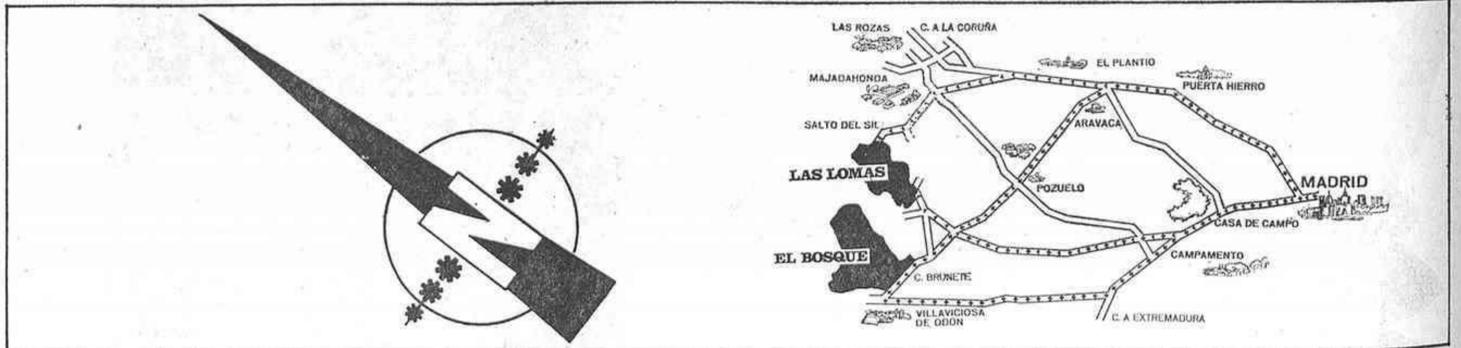 LAS ROZAS
C. A LA CORUÑA
EL PLANTIO
MAJADAHONDA
PUERTA HIERRO
SALTO DEL SIL
ARAVACA
LAS LOMAS
POZUELO
MADRID
CASA DE CAMPO
EL BOSQUE
CAMPAMENTO
C. BRUNETE
VILLAVICIOSA
DE ODON
C. A EXTREMADURA